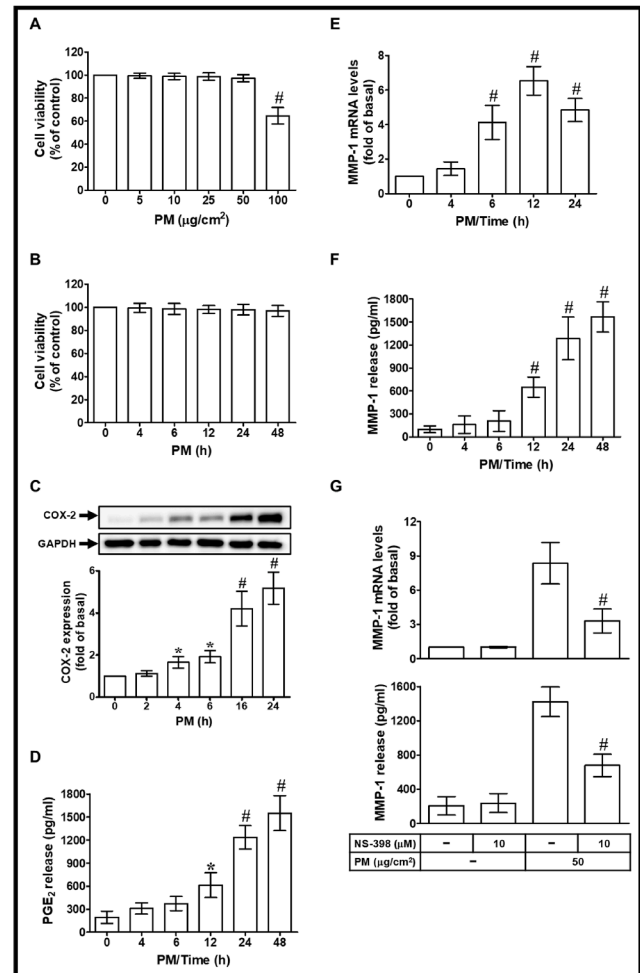 A
Cell viability
(% of control)
120
100
80
60
40
20
0
#
0 5 10 25 50 100
PM (μg/cm²)
B
Cell viability
(% of control)
120
100
80
60
40
20
0
0 4 6 12 24 48
PM (h)
C
COX-2
GAPDH
COX-2 expression
(fold of basal)
6
4
2
0
* * # #
0 2 4 6 16 24
PM (h)
D
PGE₂ release (pg/ml)
1800
1500
1200
900
600
300
0
* # #
0 4 6 12 24 48
PM/Time (h)
E
MMP-1 mRNA levels
(fold of basal)
8
6
4
2
0
# # #
0 4 6 12 24
PM/Time (h)
F
MMP-1 release (pg/ml)
1800
1500
1200
900
600
300
0
# # #
0 4 6 12 24 48
PM/Time (h)
G
MMP-1 mRNA levels
(fold of basal)
12
9
6
3
0
#
MMP-1 release (pg/ml)
1600
1200
800
400
0
#
NS-398 (μM) – 10 – 10
PM (μg/cm²) – 50